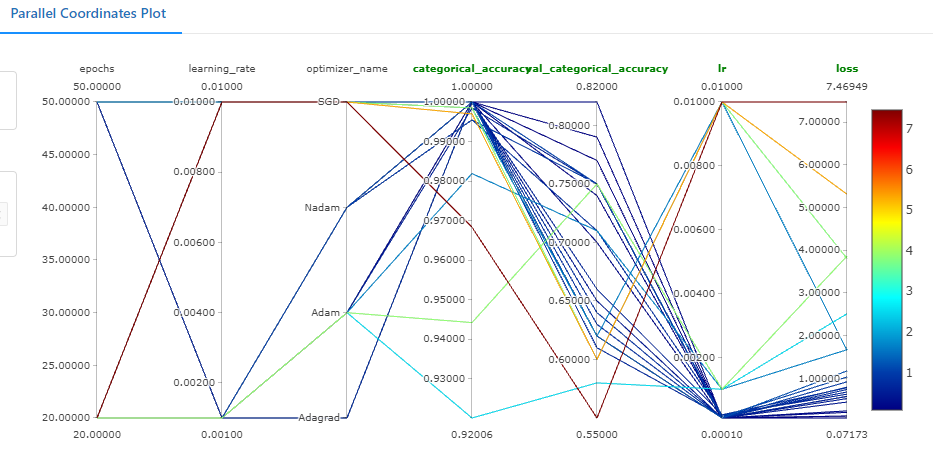 Parallel Coordinates Plot
epochs learning_rate optimizer_name categorical_accuracy val_categorical_accuracy lr loss
50.00000 0.01000 1.00000 0.82000 0.01000 7.46949
50.00000 0.01000 SGD 1.00000 0.01000
7
7.00000
0.80000
0.99000
45.00000
6
6.00000
0.00800 0.98000 0.75000 0.00800
40.00000 Nadam 5.00000 5
0.97000
0.70000
0.00600 0.00600
4.00000 4
35.00000 0.96000
3.00000 3
0.65000 0.00400
0.95000
30.00000 0.00400 Adam
2.00000 2
0.94000
0.60000 0.00200
25.00000
0.00200 0.93000 1.00000 1
20.00000 Adagrad
20.00000 0.00100 0.92006 0.55000 0.00010 0.07173